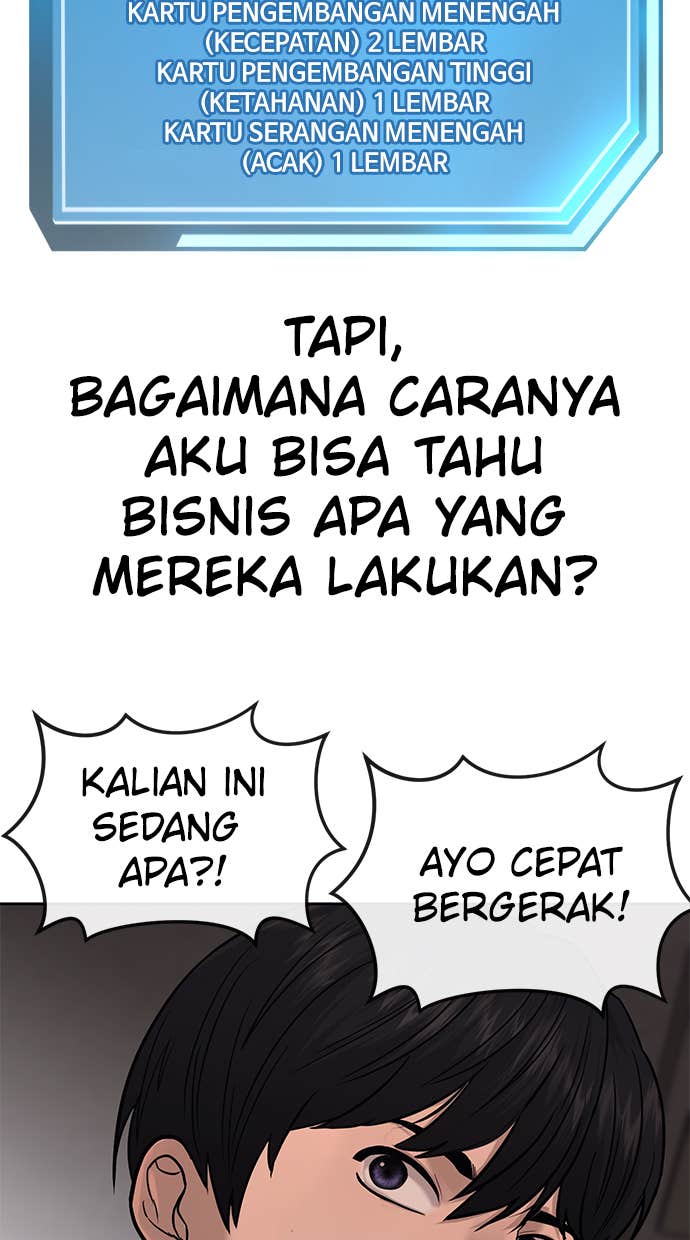 KARTU PENGEMBANGAN MENENGAH
(KECEPATAN) 2 LEMBAR
KARTU PENGEMBANGAN TINGGI
(KETAHANAN) 1 LEMBAR
KARTU SERANGAN MENENGAH
(ACAK) 1 LEMBAR
TAPI,
BAGAIMANA CARANYA
AKU BISA TAHU
BISNIS APA YANG
MEREKA LAKUKAN?
KALIAN INI
SEDANG
APA?!
AYO CEPAT
BERGERAK!